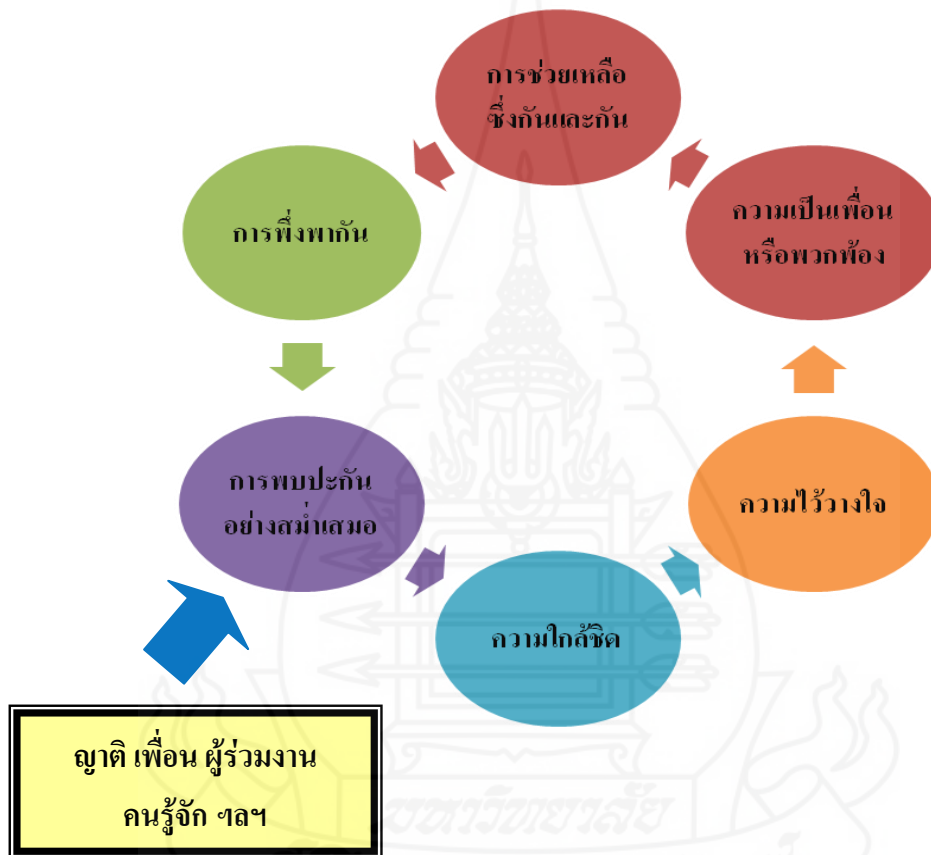 การช่วยเหลือ
ซึ่งกันและกัน
การพึ่งพากัน
ความเป็นเพื่อน
หรือพวกพ้อง
การพบปะกัน
อย่างสม่ำเสมอ
ความไว้วางใจ
ความใกล้ชิด
ญาติ เพื่อน ผู้ร่วมงาน
คนรู้จัก ฯลฯ